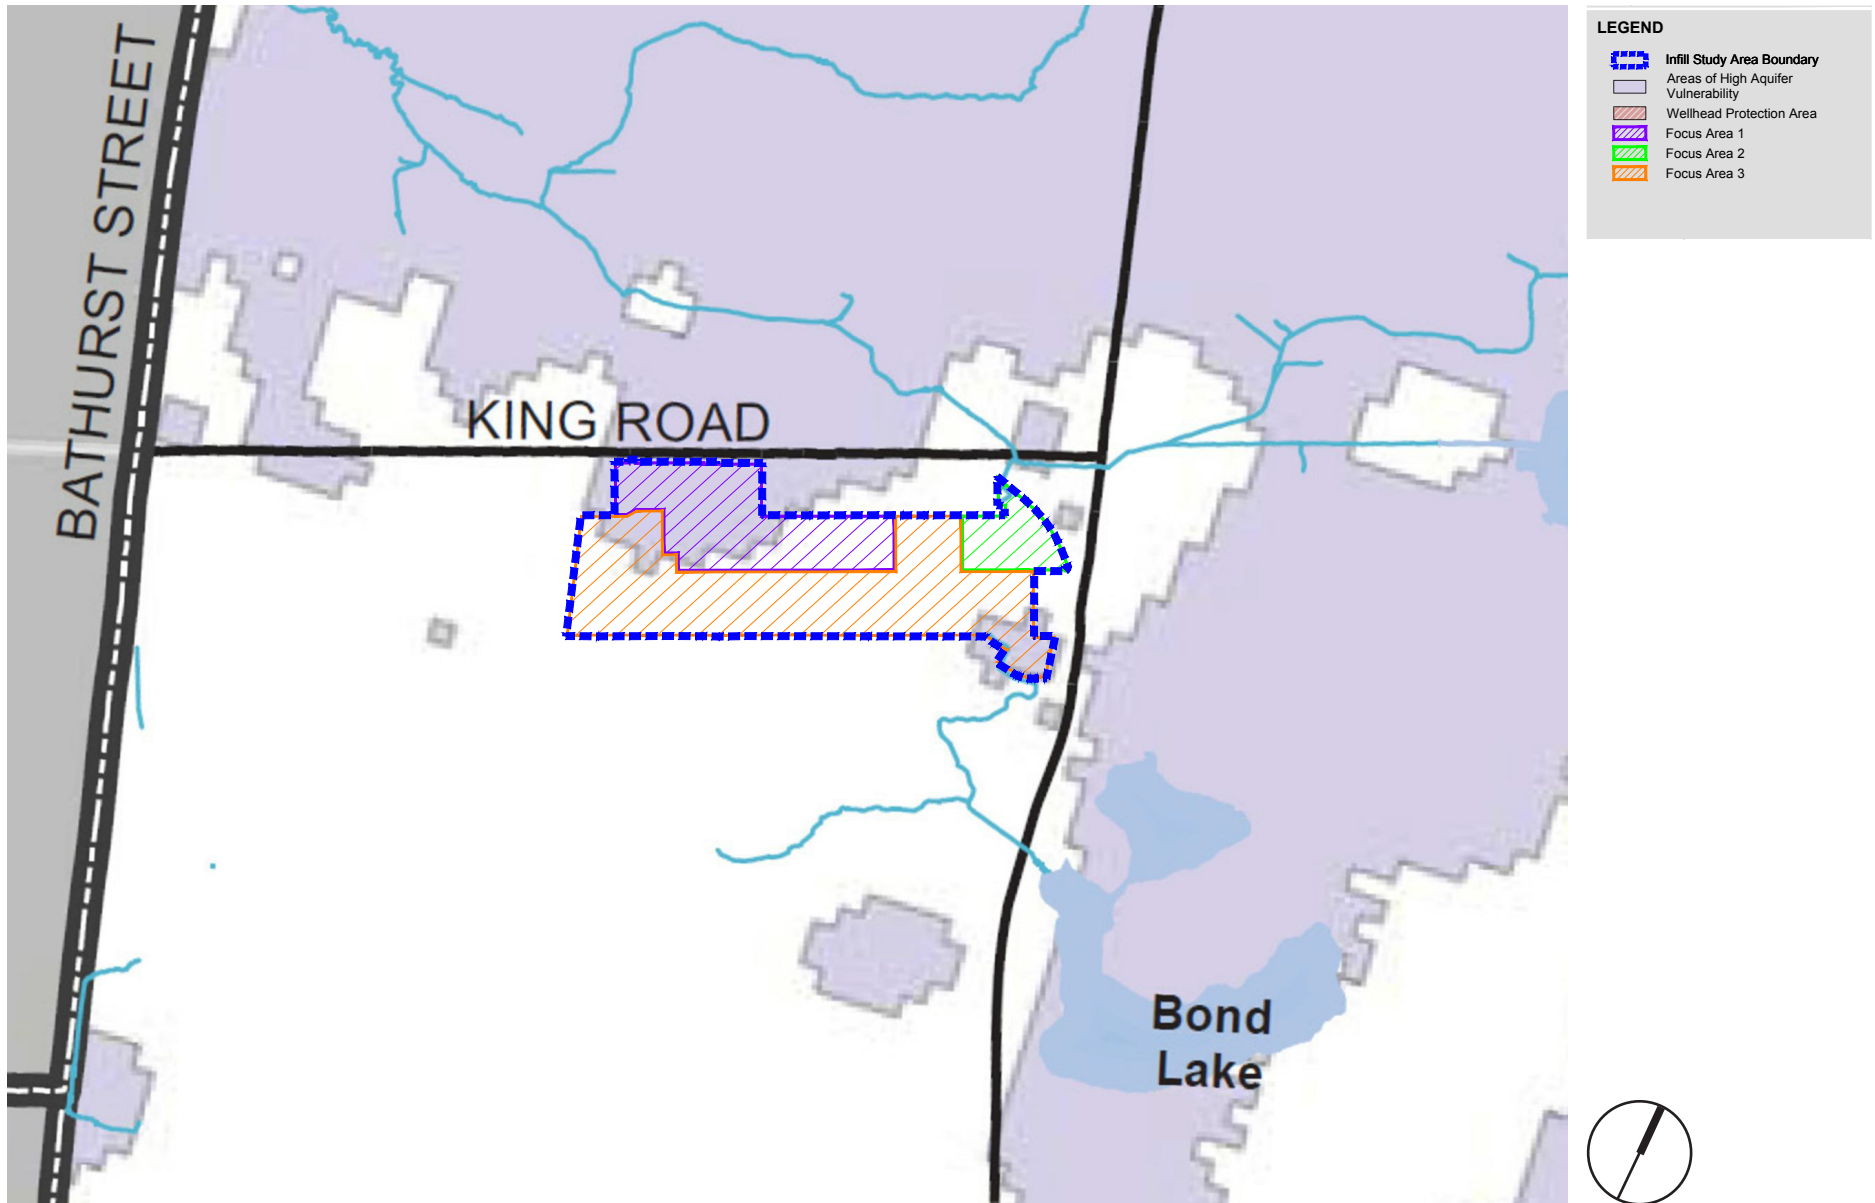 BATHURST STREET
KING ROAD
Bond
Lake
LEGEND
Infill Study Area Boundary
Areas of High Aquifer
Vulnerability
Wellhead Protection Area
Focus Area 1
Focus Area 2
Focus Area 3